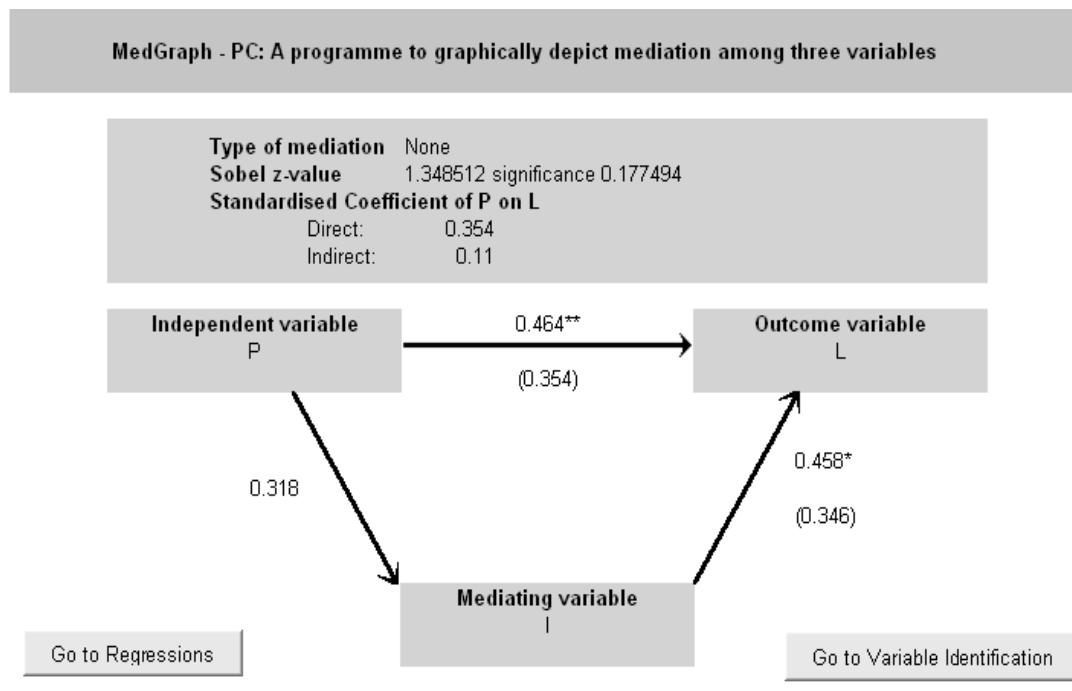 MedGraph - PC: A programme to graphically depict mediation among three variables
Type of mediation None
Sobel z-value 1.348512 significance 0.177494
Standardised Coefficient of P on L
Direct: 0.354
Indirect: 0.11
Independent variable
P
0.464**
(0.354)
Outcome variable
L
0.318
0.458*
(0.346)
Mediating variable
I
Go to Regressions
Go to Variable Identification